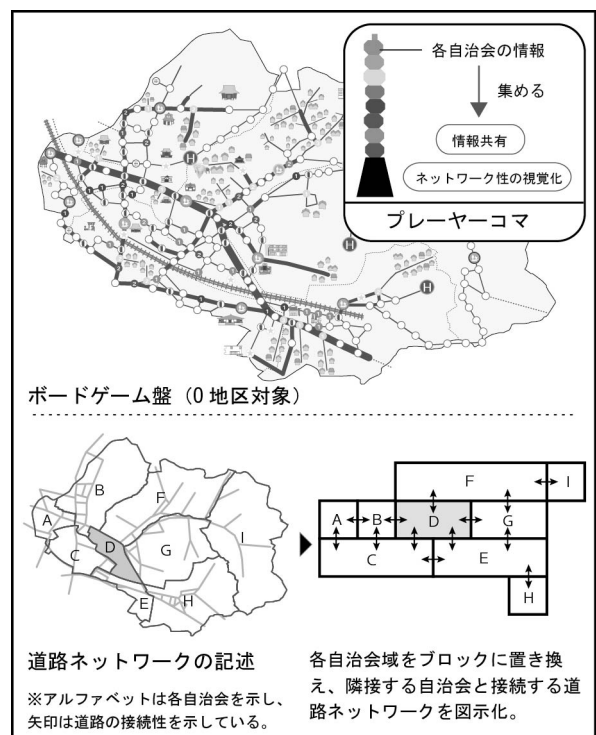 各自治会の情報
集める
情報共有
ネットワーク性の視覚化
プレーヤーコマ
H
H
H
ボードゲーム盤（O 地区対象）
A
B
C
D
E
F
G
H
I
F
I
A
B
D
G
C
E
H
道路ネットワークの記述
※アルファベットは各自治会を示し、
矢印は道路の接続性を示している。
各自治会域をブロックに置き換
え、隣接する自治会と接続する道
路ネットワークを図示化。